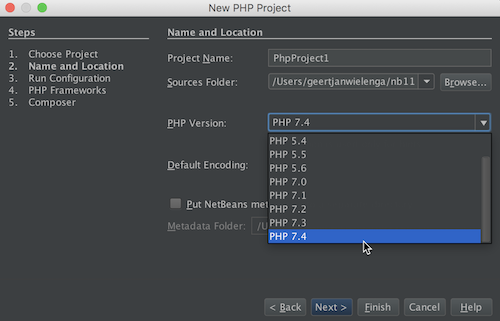 New PHP Project
Steps
1. Choose Project
2. Name and Location
3. Run Configuration
4. PHP Frameworks
5. Composer
Name and Location
Project Name: PhpProject1
Sources Folder: /Users/geertjanwielenga/nb11 Browse...
PHP Version: PHP 7.4
PHP 5.4
PHP 5.5
PHP 5.6
PHP 7.0
PHP 7.1
PHP 7.2
PHP 7.3
PHP 7.4
Default Encoding:
Put NetBeans met
Metadata Folder: /U
< Back Next > Finish Cancel Help